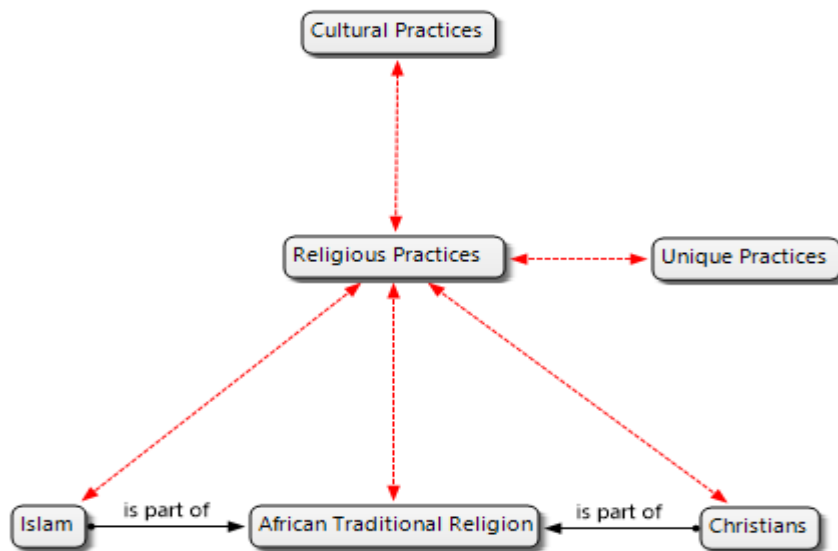 Cultural Practices
Religious Practices
Unique Practices
Islam
is part of
African Traditional Religion
is part of
Christians